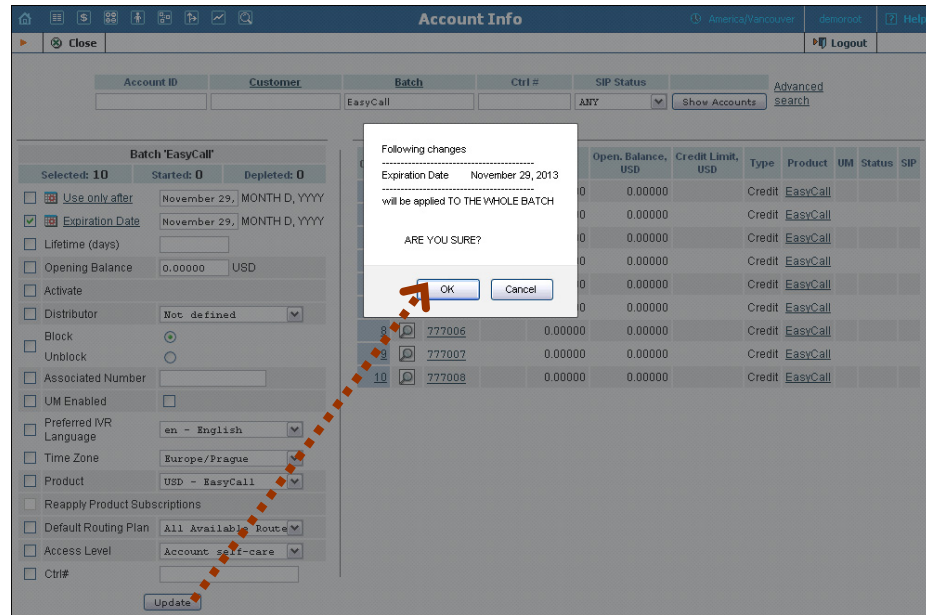 Account Info
America/Vancouver
demoroot
? Help
Close
Logout
Account ID Customer Batch Ctrl # SIP Status
EasyCall ANY Show Accounts Advanced search
Batch 'EasyCall'
Selected: 10 Started: 0 Depleted: 0
Use only after November 29, MONTH D, YYYY
Expiration Date November 29, MONTH D, YYYY
Lifetime (days)
Opening Balance 0.00000 USD
Activate
Distributor Not defined
Block
Unblock
Associated Number
UM Enabled
Preferred IVR Language en - English
Time Zone Europe/Prague
Product USD - EasyCall
Reapply Product Subscriptions
Default Routing Plan All Available Route
Access Level Account self-care
Ctrl#
Update
Following changes
---------------------------------
Expiration Date November 29, 2013
---------------------------------
will be applied TO THE WHOLE BATCH
ARE YOU SURE?
OK Cancel
Open. Balance, USD Credit Limit, USD Type Product UM Status SIP
0 0.00000 Credit EasyCall
0 0.00000 Credit EasyCall
0 0.00000 Credit EasyCall
0 0.00000 Credit EasyCall
0 0.00000 Credit EasyCall
0 0.00000 Credit EasyCall
8 777006 0.00000 0.00000 Credit EasyCall
9 777007 0.00000 0.00000 Credit EasyCall
10 777008 0.00000 0.00000 Credit EasyCall